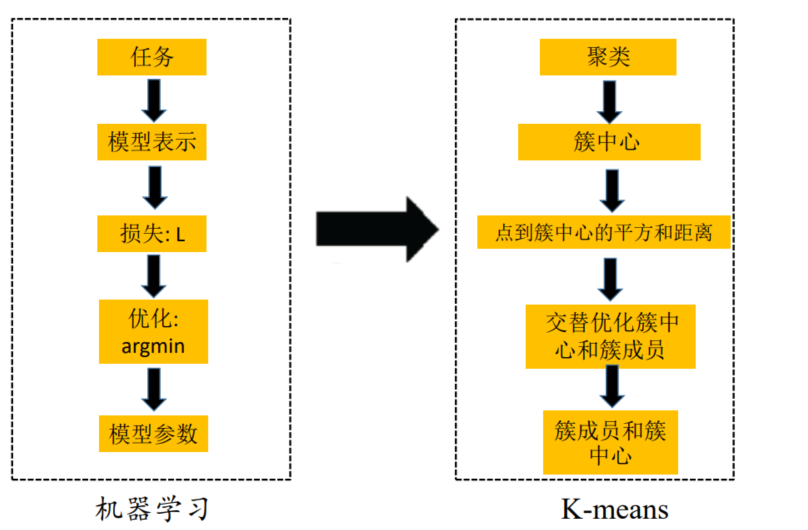 任务
模型表示
损失: L
优化:
argmin
模型参数
机器学习
聚类
簇中心
点到簇中心的平方和距离
交替优化簇中
心和簇成员
簇成员和簇
中心
K-means